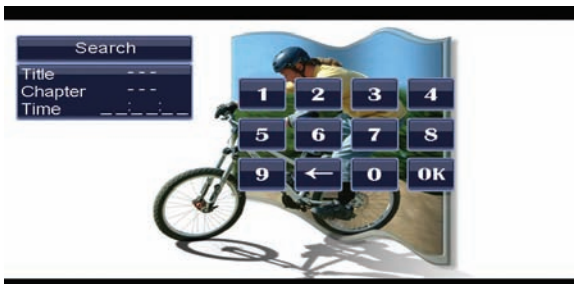 Search
Title - - -
Chapter - - -
Time _ _:_ _:_ _
1 2 3 4
5 6 7 8
9 ← 0 OK